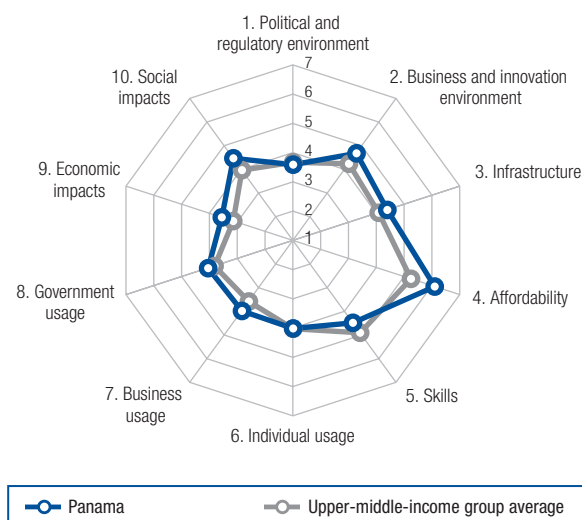 1. Political and
regulatory environment
2. Business and innovation
environment
3. Infrastructure
4. Affordability
5. Skills
6. Individual usage
7. Business
usage
8. Government
usage
9. Economic
impacts
10. Social
impacts
7
6
5
4
3
2
1
Panama
Upper-middle-income group average